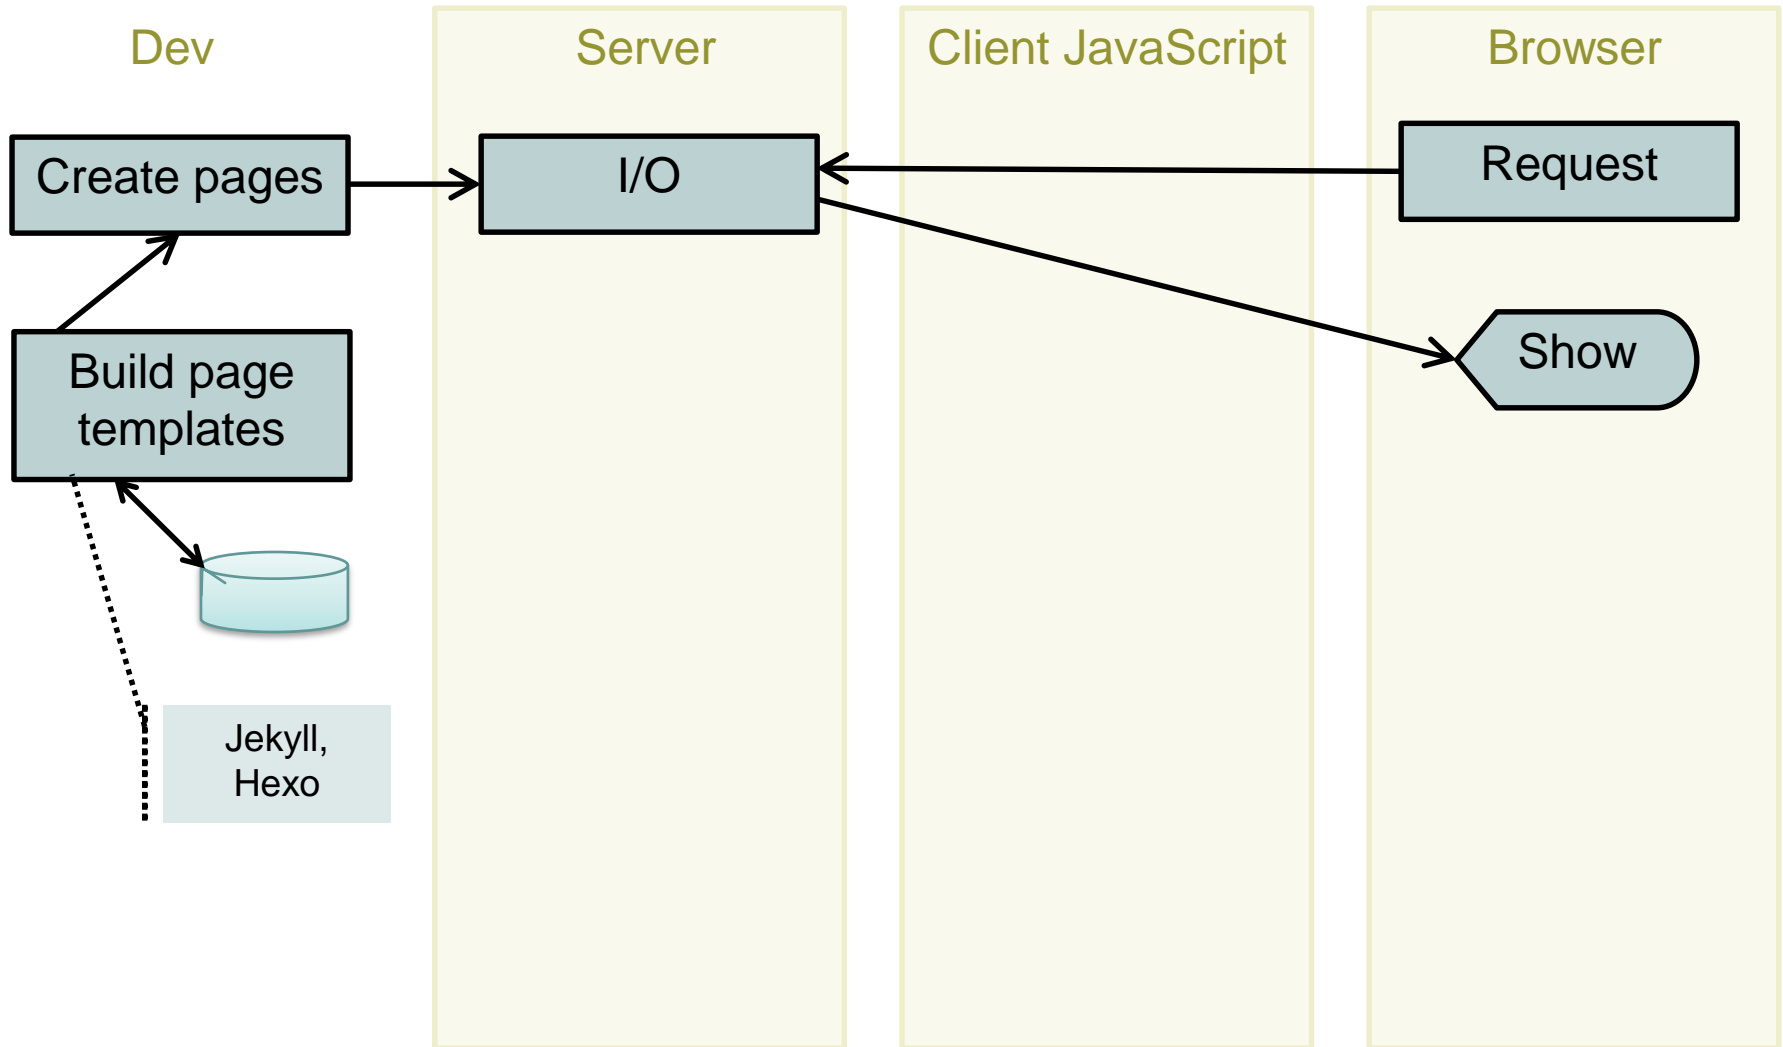 Dev
Server
Client JavaScript
Browser
Create pages
I/O
Request
Build page
templates
Show
Jekyll,
Hexo